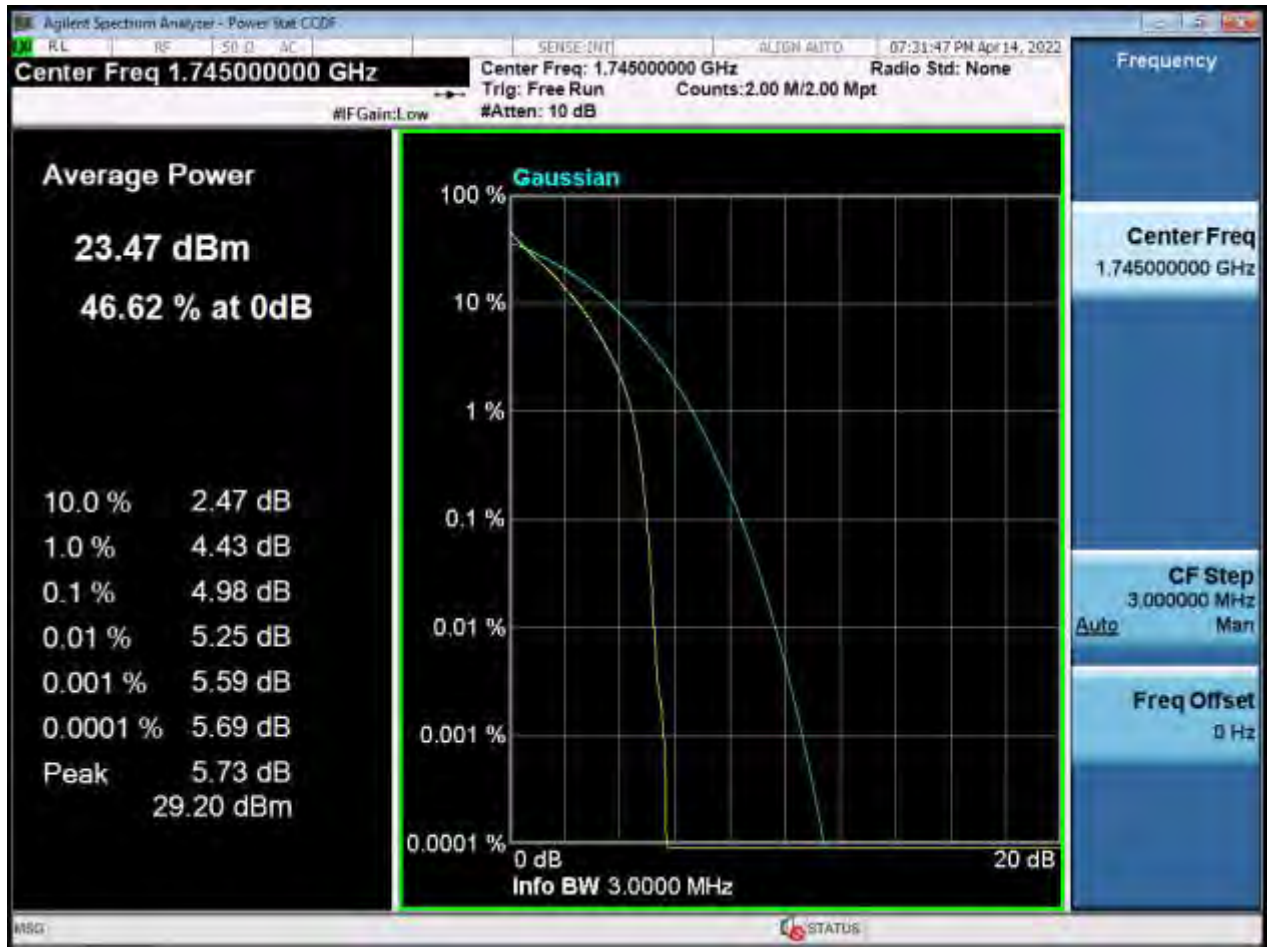 Agilent Spectrum Analyzer - Power Stat CCDF
RL RF 50 Ω AC SENSE:INT ALIGN AUTO 07:31:47 PM Apr 14, 2022
Center Freq 1.745000000 GHz
Center Freq: 1.745000000 GHz Radio Std: None
Trig: Free Run Counts:2.00 M/2.00 Mpt
#IFGain:Low #Atten: 10 dB
Average Power
23.47 dBm
46.62 % at 0dB
10.0 % 2.47 dB
1.0 % 4.43 dB
0.1 % 4.98 dB
0.01 % 5.25 dB
0.001 % 5.59 dB
0.0001 % 5.69 dB
Peak 5.73 dB
29.20 dBm
Gaussian
100 %
10 %
1 %
0.1 %
0.01 %
0.001 %
0.0001 %
0 dB 20 dB
Info BW 3.0000 MHz
Frequency
Center Freq
1.745000000 GHz
CF Step
3.000000 MHz
Auto Man
Freq Offset
0 Hz
MSG STATUS